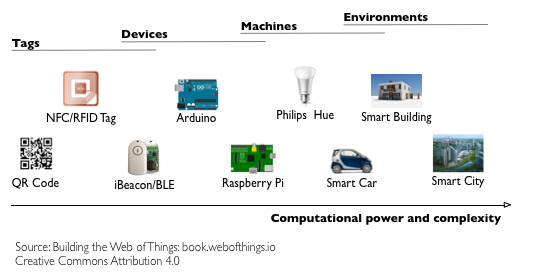 Environments
Machines
Devices
Tags
NFC/RFID Tag
Arduino
Philips Hue
Smart Building
QR Code
iBeacon/BLE
Raspberry Pi
Smart Car
Smart City
Computational power and complexity
Source: Building the Web of Things: book.webofthings.io
Creative Commons Attribution 4.0